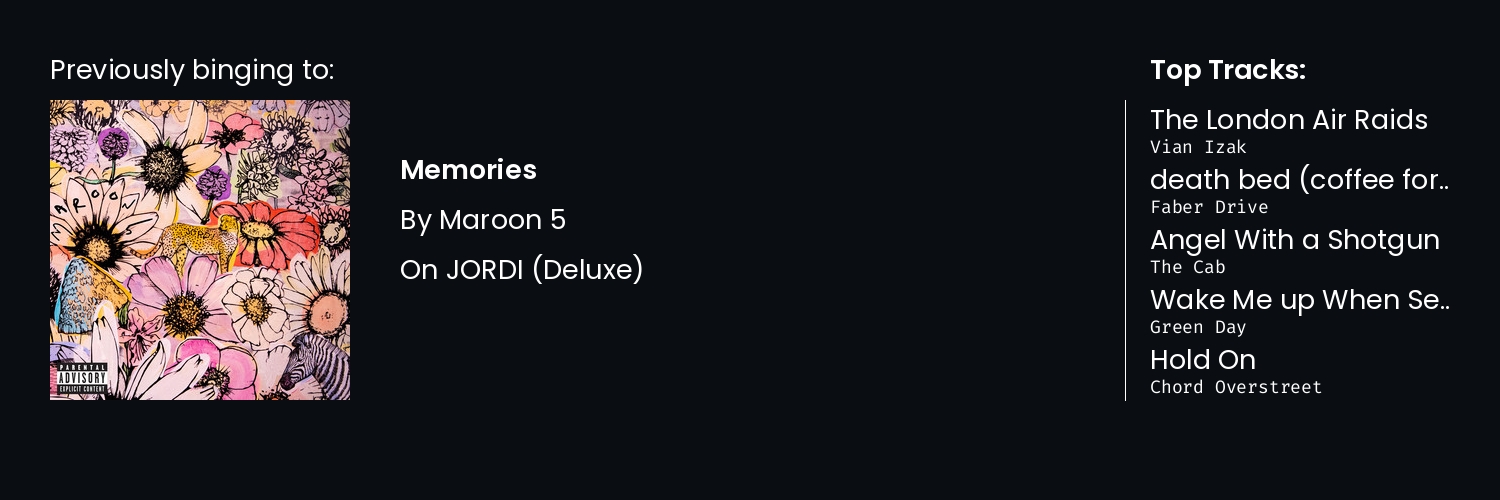 Previously binging to:
MAROON 5
PARENTAL
ADVISORY
EXPLICIT CONTENT
Memories
By Maroon 5
On JORDI (Deluxe)
Top Tracks:
The London Air Raids
Vian Izak
death bed (coffee for..
Faber Drive
Angel With a Shotgun
The Cab
Wake Me up When Se..
Green Day
Hold On
Chord Overstreet